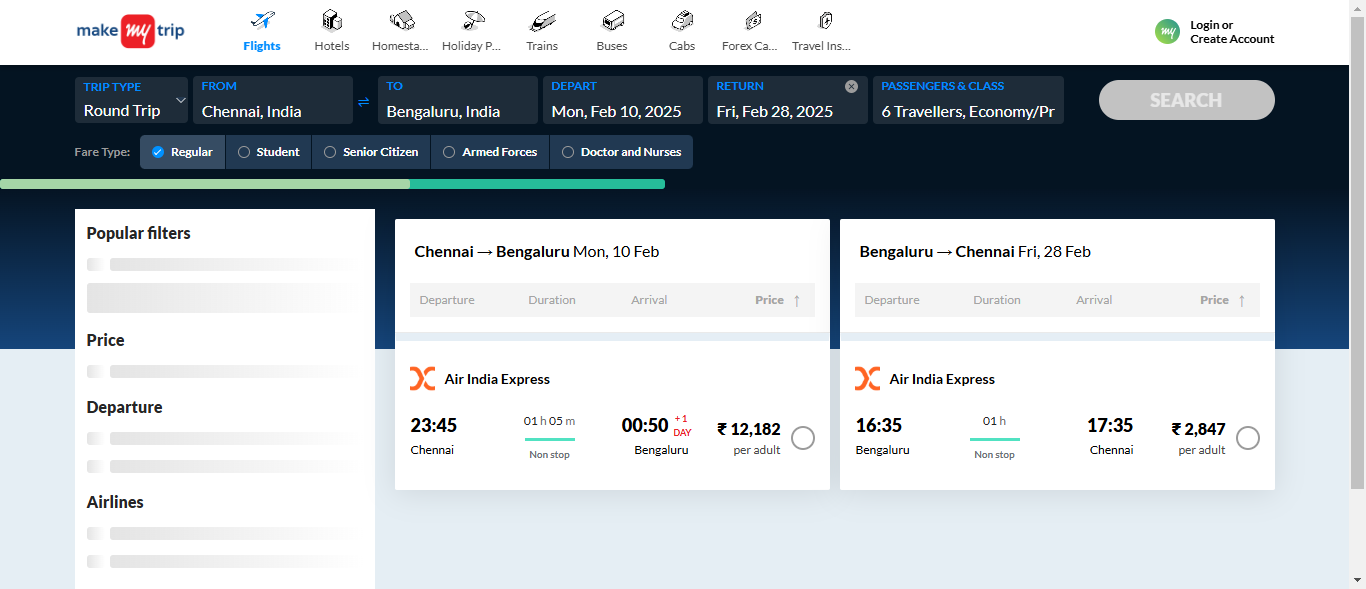 make my trip
Flights
Hotels
Homesta...
Holiday P...
Trains
Buses
Cabs
Forex Ca...
Travel Ins...
my
Login or
Create Account
TRIP TYPE
Round Trip
FROM
Chennai, India
TO
Bengaluru, India
DEPART
Mon, Feb 10, 2025
RETURN
Fri, Feb 28, 2025
PASSENGERS & CLASS
6 Travellers, Economy/Pr
SEARCH
Fare Type:
Regular
Student
Senior Citizen
Armed Forces
Doctor and Nurses
Popular filters
Price
Departure
Airlines
Chennai → Bengaluru Mon, 10 Feb
Departure Duration Arrival Price ↑
Air India Express
23:45 01 h 05 m 00:50 +1 DAY ₹ 12,182
Chennai Non stop Bengaluru per adult
Bengaluru → Chennai Fri, 28 Feb
Departure Duration Arrival Price ↑
Air India Express
16:35 01 h 17:35 ₹ 2,847
Bengaluru Non stop Chennai per adult